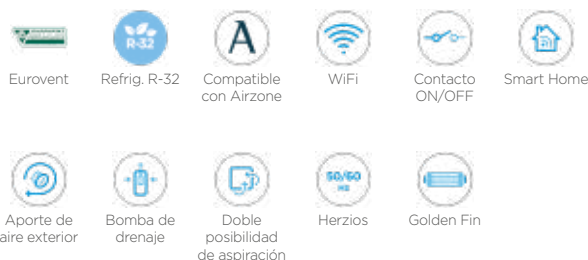 R-32
A
Eurovent
Refrig. R-32
Compatible
con Airzone
WiFi
Contacto
ON/OFF
Smart Home
50/60
HZ
Aporte de
aire exterior
Bomba de
drenaje
Doble
posibilidad
de aspiración
Herzios
Golden Fin